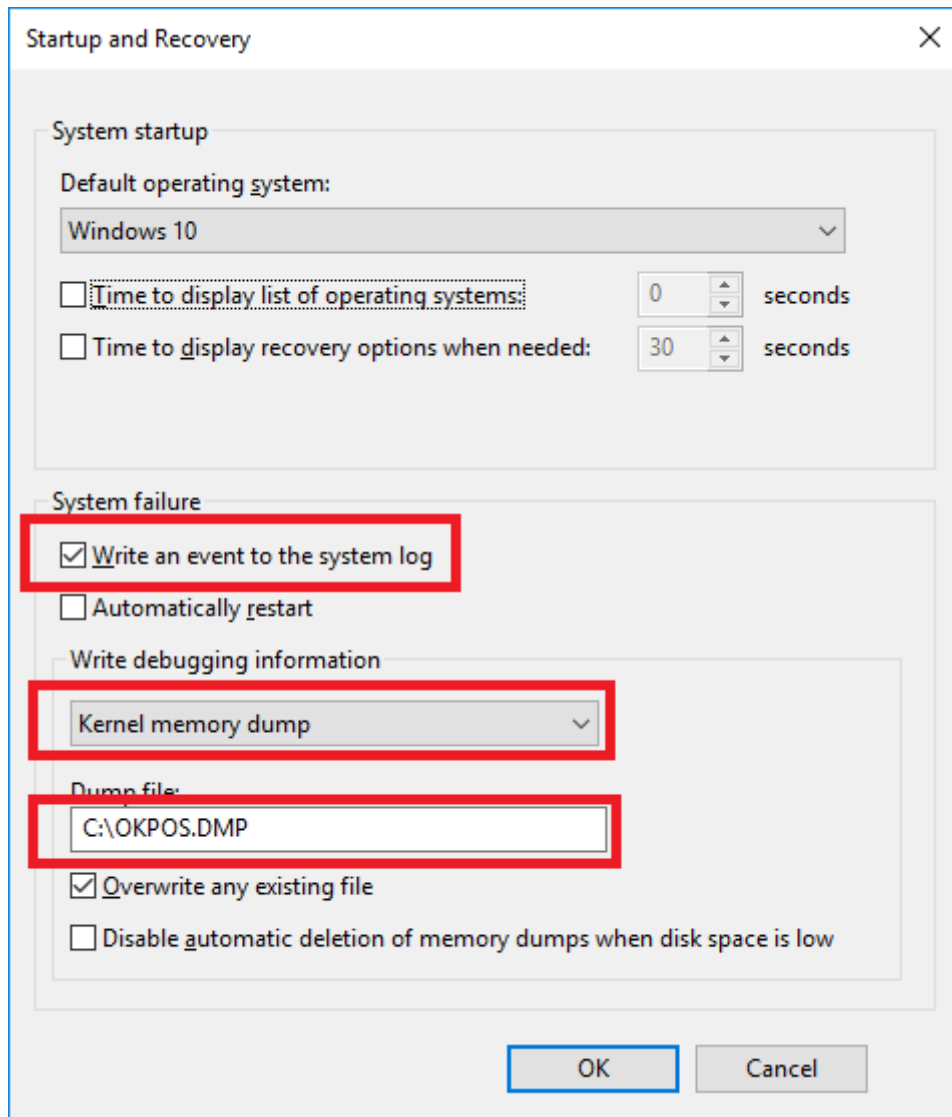 Startup and Recovery
System startup
Default operating system:
Windows 10
Time to display list of operating systems: 0 seconds
Time to display recovery options when needed: 30 seconds
System failure
Write an event to the system log
Automatically restart
Write debugging information
Kernel memory dump
Dump file:
C:\OKPOS.DMP
Overwrite any existing file
Disable automatic deletion of memory dumps when disk space is low
OK Cancel